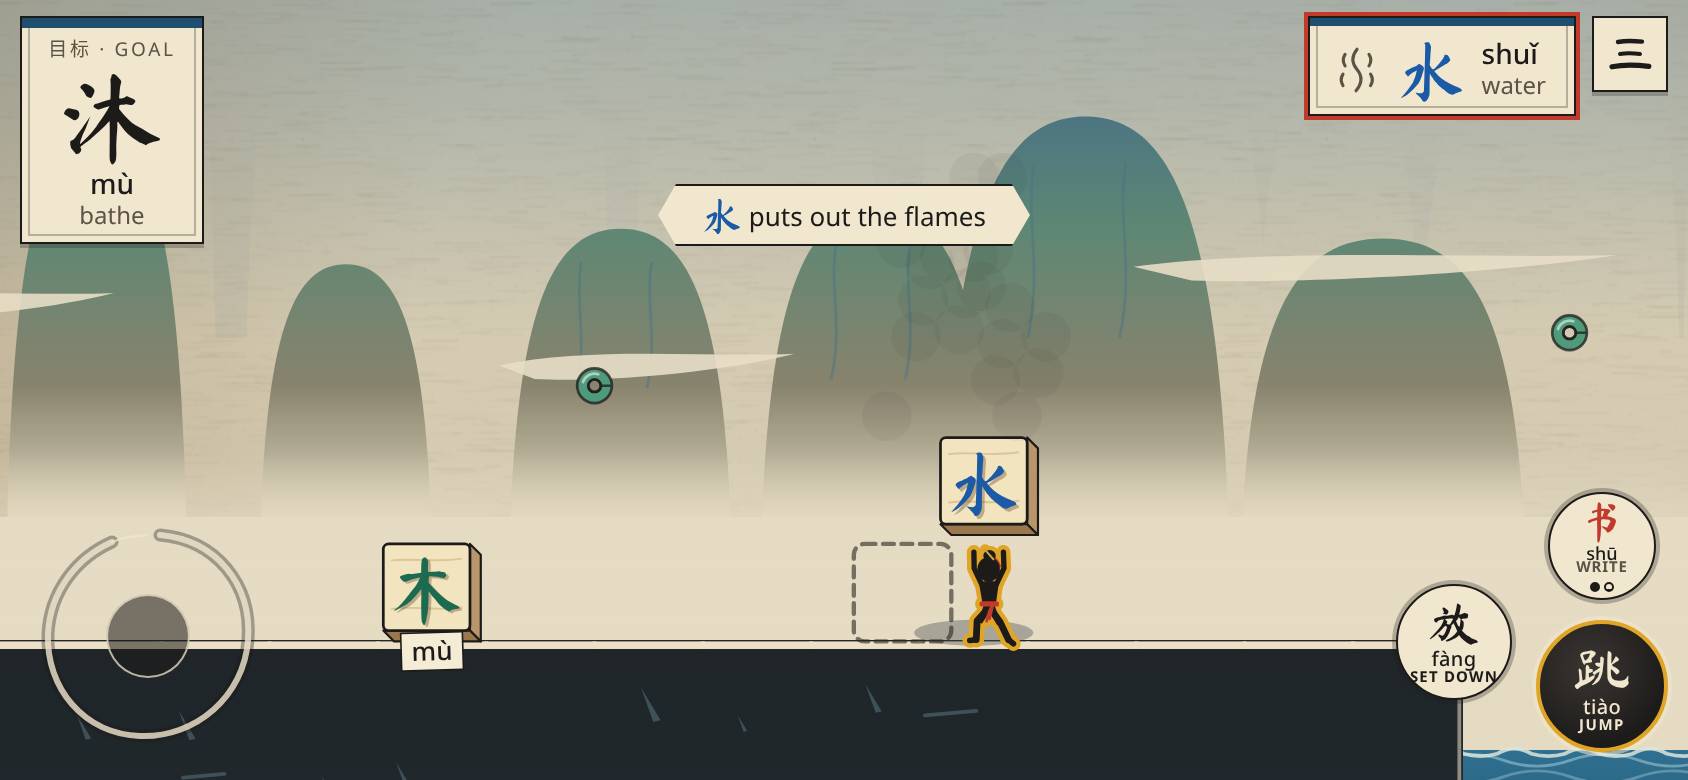 目标 · GOAL
沐
mù
bathe
水
shuǐ
water
三
水 puts out the flames
水
木
mù
书
shū
WRITE
放
fàng
SET DOWN
跳
tiào
JUMP